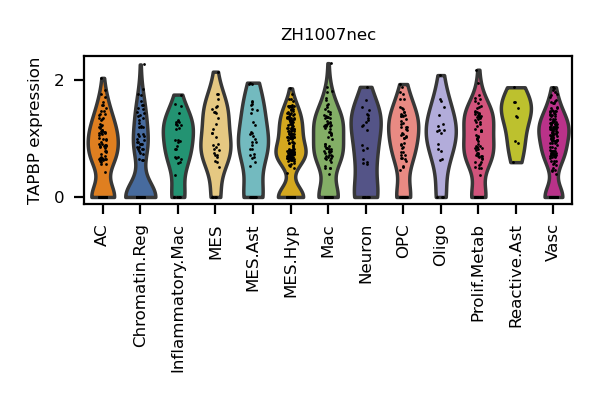 ZH1007nec
TAPBP expression
2
0
AC
Chromatin.Reg
Inflammatory.Mac
MES
MES.Ast
MES.Hyp
Mac
Neuron
OPC
Oligo
Prolif.Metab
Reactive.Ast
Vasc